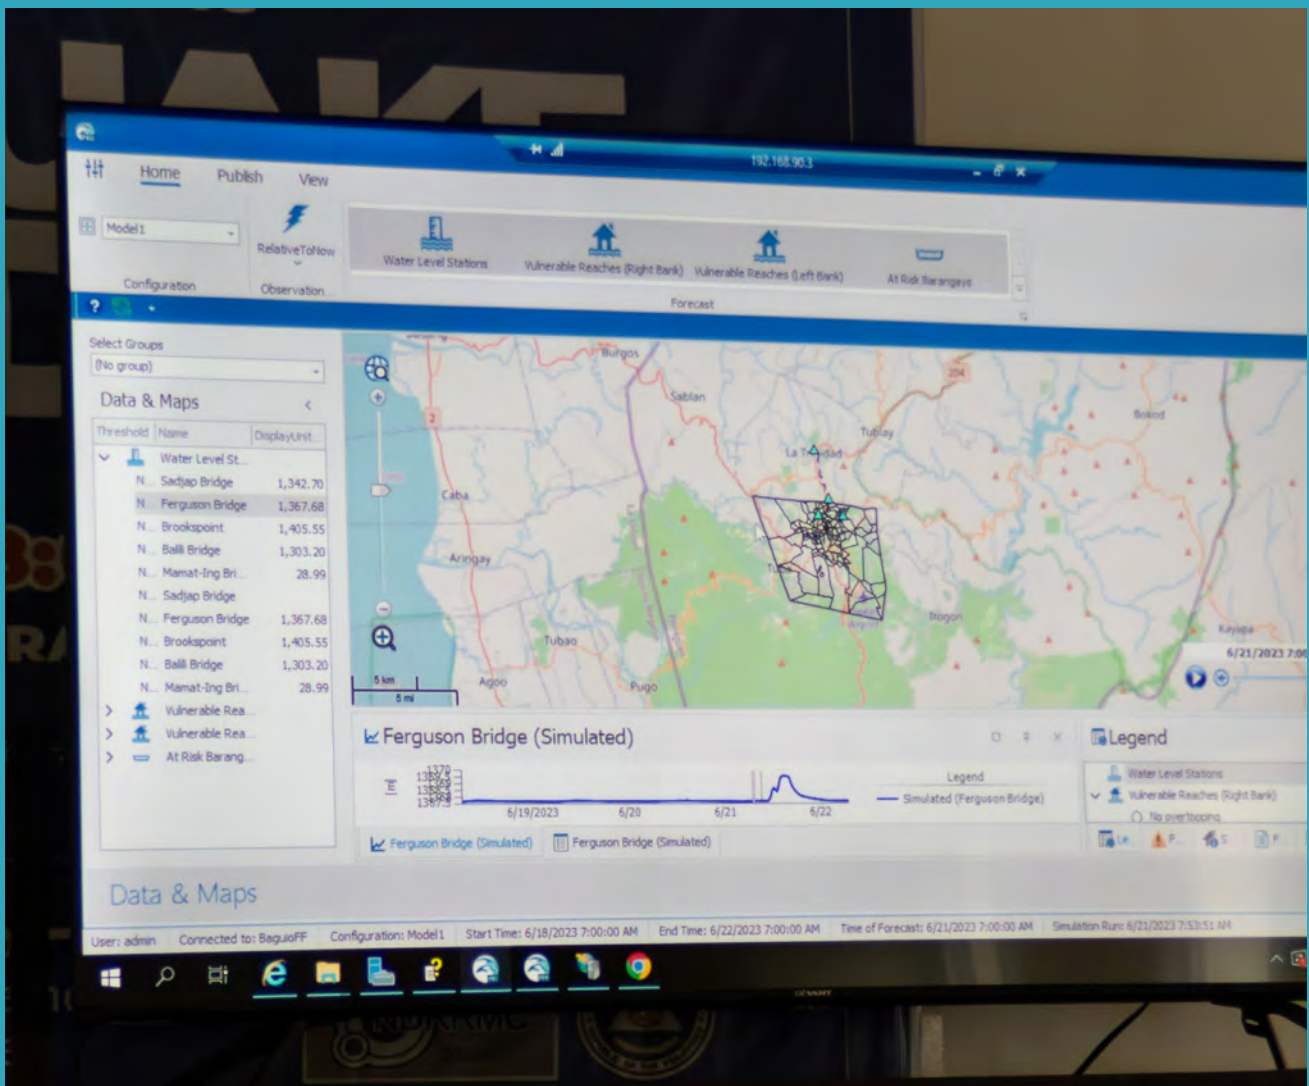 192.168.90.3
Home Publish View
Model1
Configuration
RelativeToNow
Observation
Water Level Stations
Vulnerable Reaches (Right Bank)
Vulnerable Reaches (Left Bank)
At Risk Barangays
Forecast
?
Select Groups
(No group)
Data & Maps
Threshold Name DisplayUnit...
Water Level St...
N... Sadjap Bridge 1,342.70
N... Ferguson Bridge 1,367.68
N... Brookspoint 1,405.55
N... Balili Bridge 1,303.20
N... Mamat-Ing Bri... 28.99
N... Sadjap Bridge
N... Ferguson Bridge 1,367.68
N... Brookspoint 1,405.55
N... Balili Bridge 1,303.20
N... Mamat-Ing Bri... 28.99
Vulnerable Rea...
Vulnerable Rea...
At Risk Barang...
Burgos
Sablan
204
Bokod
2
Tublay
La Trinidad
Caba
Aringay
Itogon
Airport
Tubao
Kayapa
Agoo
Pugo
5 km
5 mi
6/21/2023 7:00
Ferguson Bridge (Simulated)
1370
6/19/2023 6/20 6/21 6/22
Legend
Simulated (Ferguson Bridge)
Ferguson Bridge (Simulated)
Ferguson Bridge (Simulated)
Legend
Water Level Stations
Vulnerable Reaches (Right Bank)
No overtopping
Le... F... S F
Data & Maps
User: admin Connected to: BaguioFF Configuration: Model1 Start Time: 6/18/2023 7:00:00 AM End Time: 6/22/2023 7:00:00 AM Time of Forecast: 6/21/2023 7:00:00 AM Simulation Run: 6/21/2023 7:53:51 AM
NDRRMC